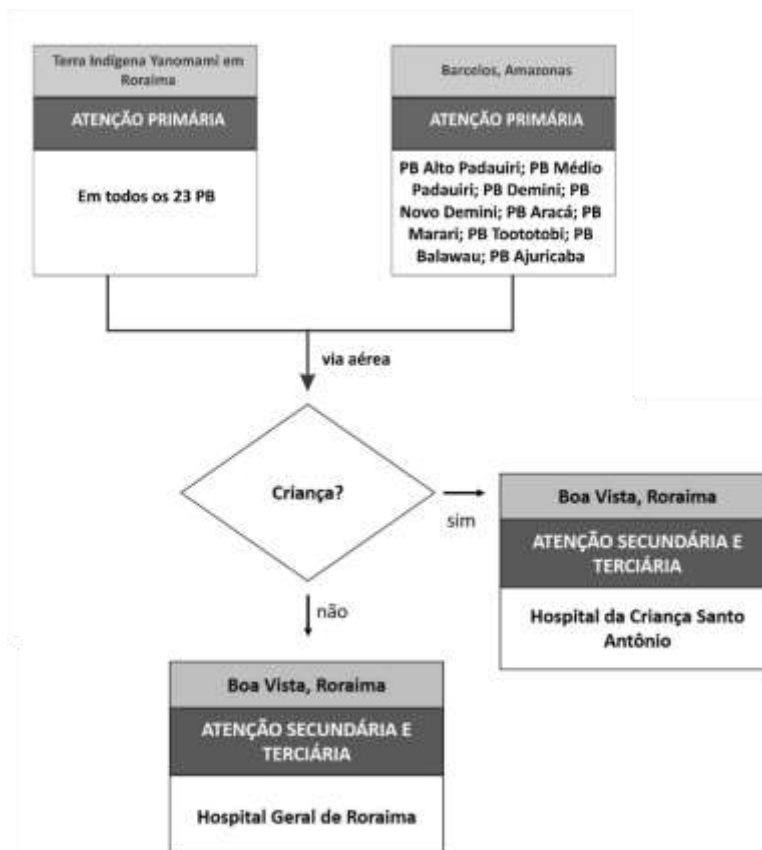 Terra Indígena Yanomami em
Roraima
ATENÇÃO PRIMÁRIA
Em todos os 23 PB
Barcelos, Amazonas
ATENÇÃO PRIMÁRIA
PB Alto Padauiri; PB Médio
Padauiri; PB Demini; PB
Novo Demini; PB Aracá; PB
Marari; PB Toototobi; PB
Balawau; PB Ajuricaba
via aérea
Criança?
sim
não
Boa Vista, Roraima
ATENÇÃO SECUNDÁRIA E
TERCIÁRIA
Hospital da Criança Santo
Antônio
Boa Vista, Roraima
ATENÇÃO SECUNDÁRIA E
TERCIÁRIA
Hospital Geral de Roraima